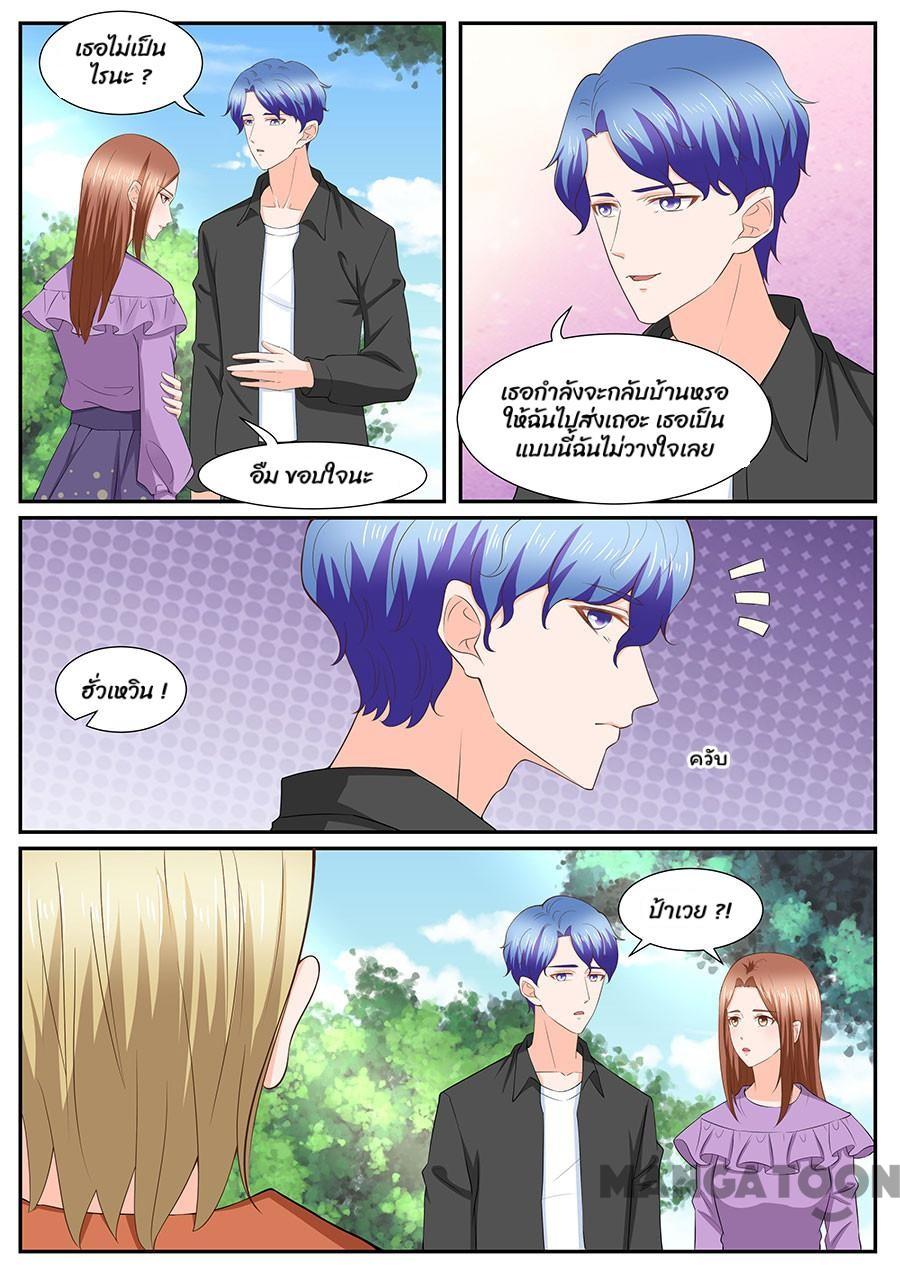 เธอไม่เป็น
ไรนะ ?
อืม ขอบใจนะ
เธอกำลังจะกลับบ้านหรอ
ให้ฉันไปส่งเถอะ เธอเป็น
แบบนี้ฉันไม่วางใจเลย
ฮั่วเหวิน !
ควับ
ป้าเวย ?!
MANGATOON